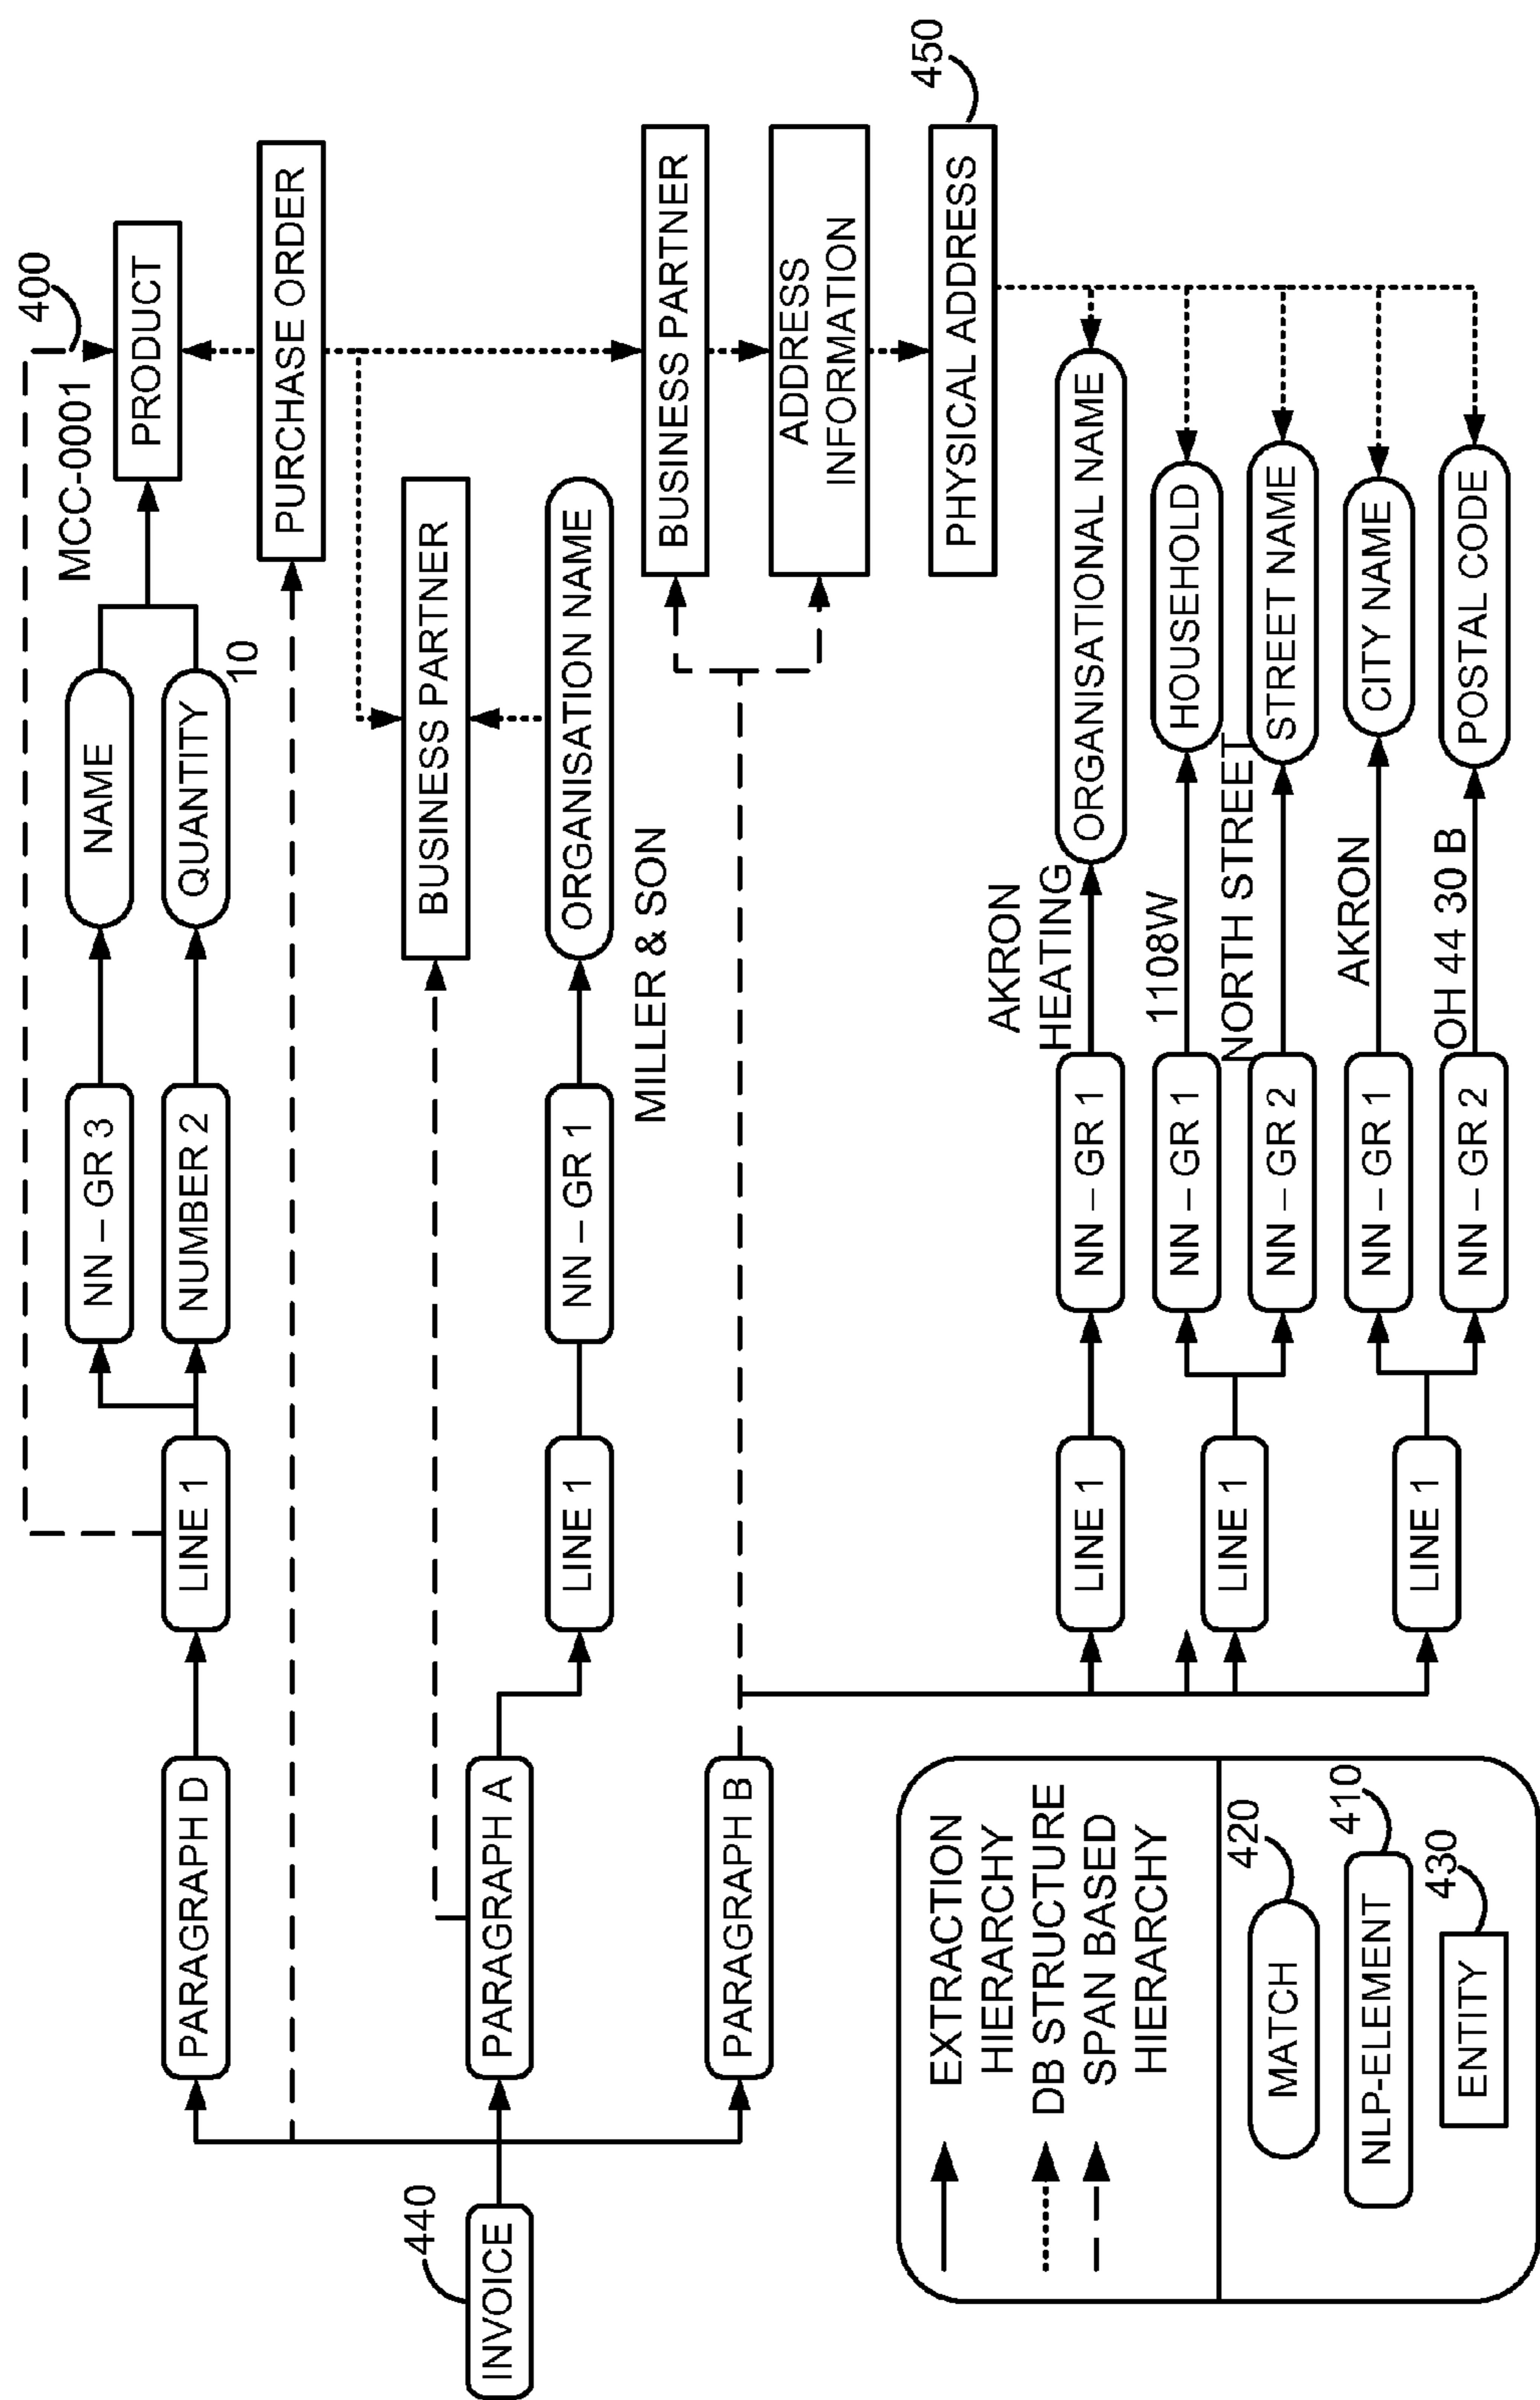 400
MCC-0001
PARAGRAPH D
LINE 1
NN – GR 3
NAME
PRODUCT
NUMBER 2
QUANTITY
10
PURCHASE ORDER
440
INVOICE
PARAGRAPH A
BUSINESS PARTNER
LINE 1
NN – GR 1
ORGANISATION NAME
MILLER & SON
PARAGRAPH B
BUSINESS PARTNER
ADDRESS
INFORMATION
450
PHYSICAL ADDRESS
AKRON
HEATING
LINE 1
NN – GR 1
ORGANISATIONAL NAME
1108W
NN – GR 1
HOUSEHOLD
LINE 1
NORTH STREET
NN – GR 2
STREET NAME
AKRON
NN – GR 1
CITY NAME
LINE 1
OH 44 30 B
NN – GR 2
POSTAL CODE
EXTRACTION
HIERARCHY
DB STRUCTURE
SPAN BASED
HIERARCHY
420
MATCH
410
NLP-ELEMENT
430
ENTITY